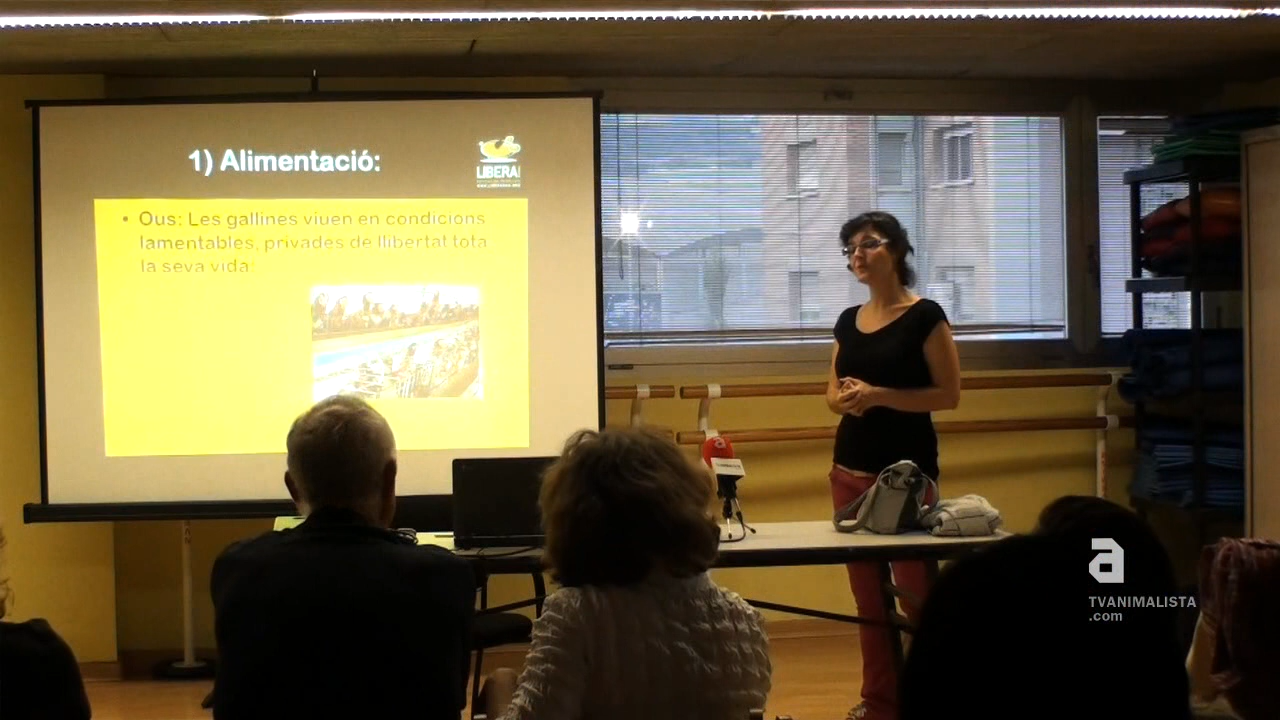 1) Alimentació:
LIBERA!
• Ous: Les gallines viuen en condicions
lamentables, privades de llibertat tota
la seva vida.
a
a
TVANIMALISTA
.com